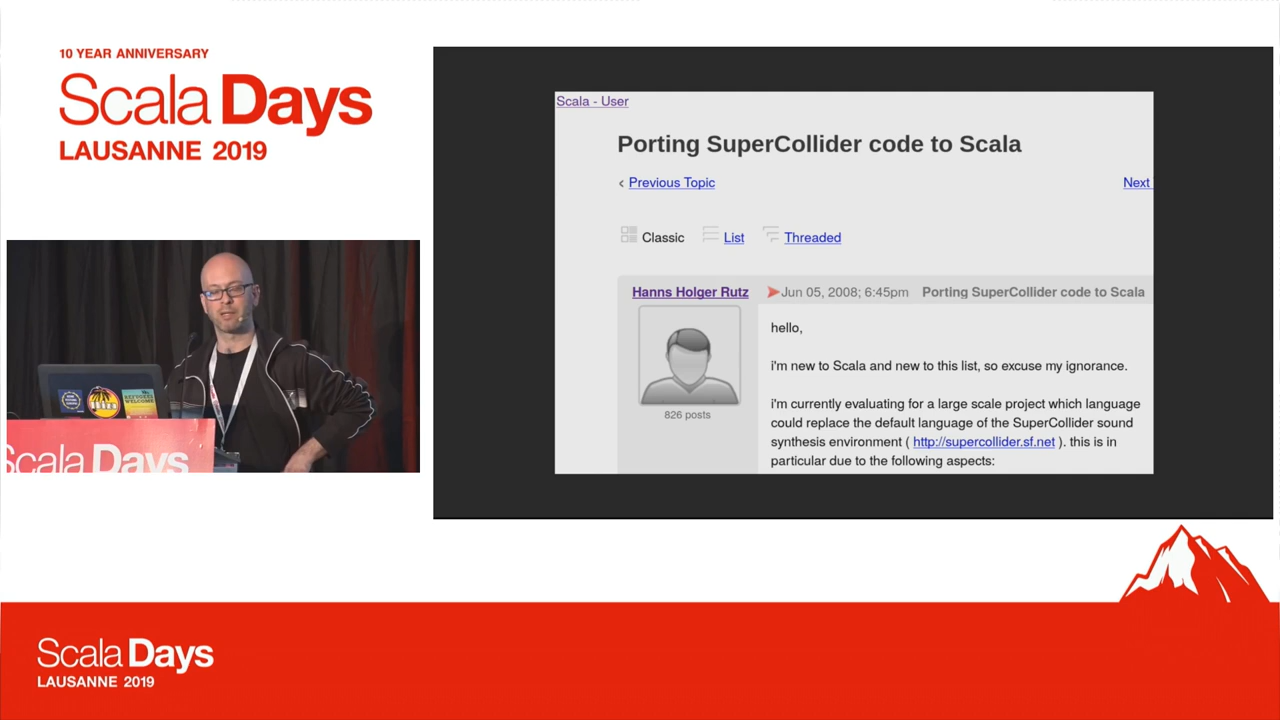 10 YEAR ANNIVERSARY
Scala Days
LAUSANNE 2019
Scala - User
Porting SuperCollider code to Scala
‹ Previous Topic
Next
Classic
List
Threaded
Hanns Holger Rutz
Jun 05, 2008; 6:45pm
Porting SuperCollider code to Scala
826 posts
hello,
i'm new to Scala and new to this list, so excuse my ignorance.
i'm currently evaluating for a large scale project which language
could replace the default language of the SuperCollider sound
synthesis environment ( http://supercollider.sf.net ). this is in
particular due to the following aspects:
REFUGEES
WELCOME
Scala Days
Scala Days
LAUSANNE 2019